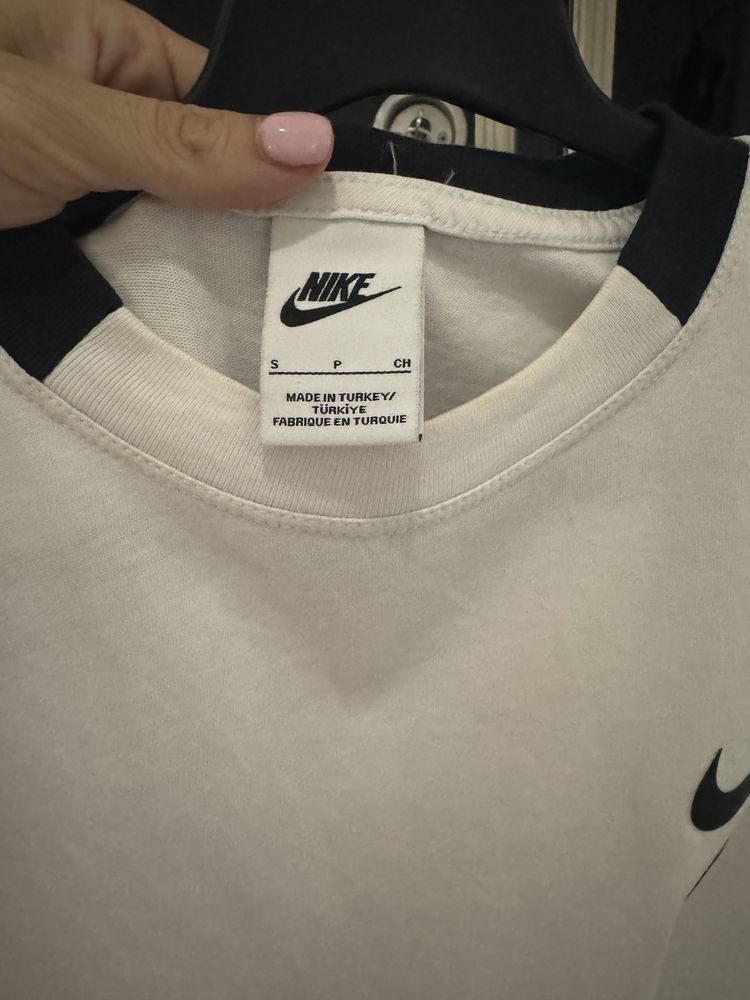 NIKE
S P CH
MADE IN TURKEY/
TÜRKİYE
FABRIQUE EN TURQUIE